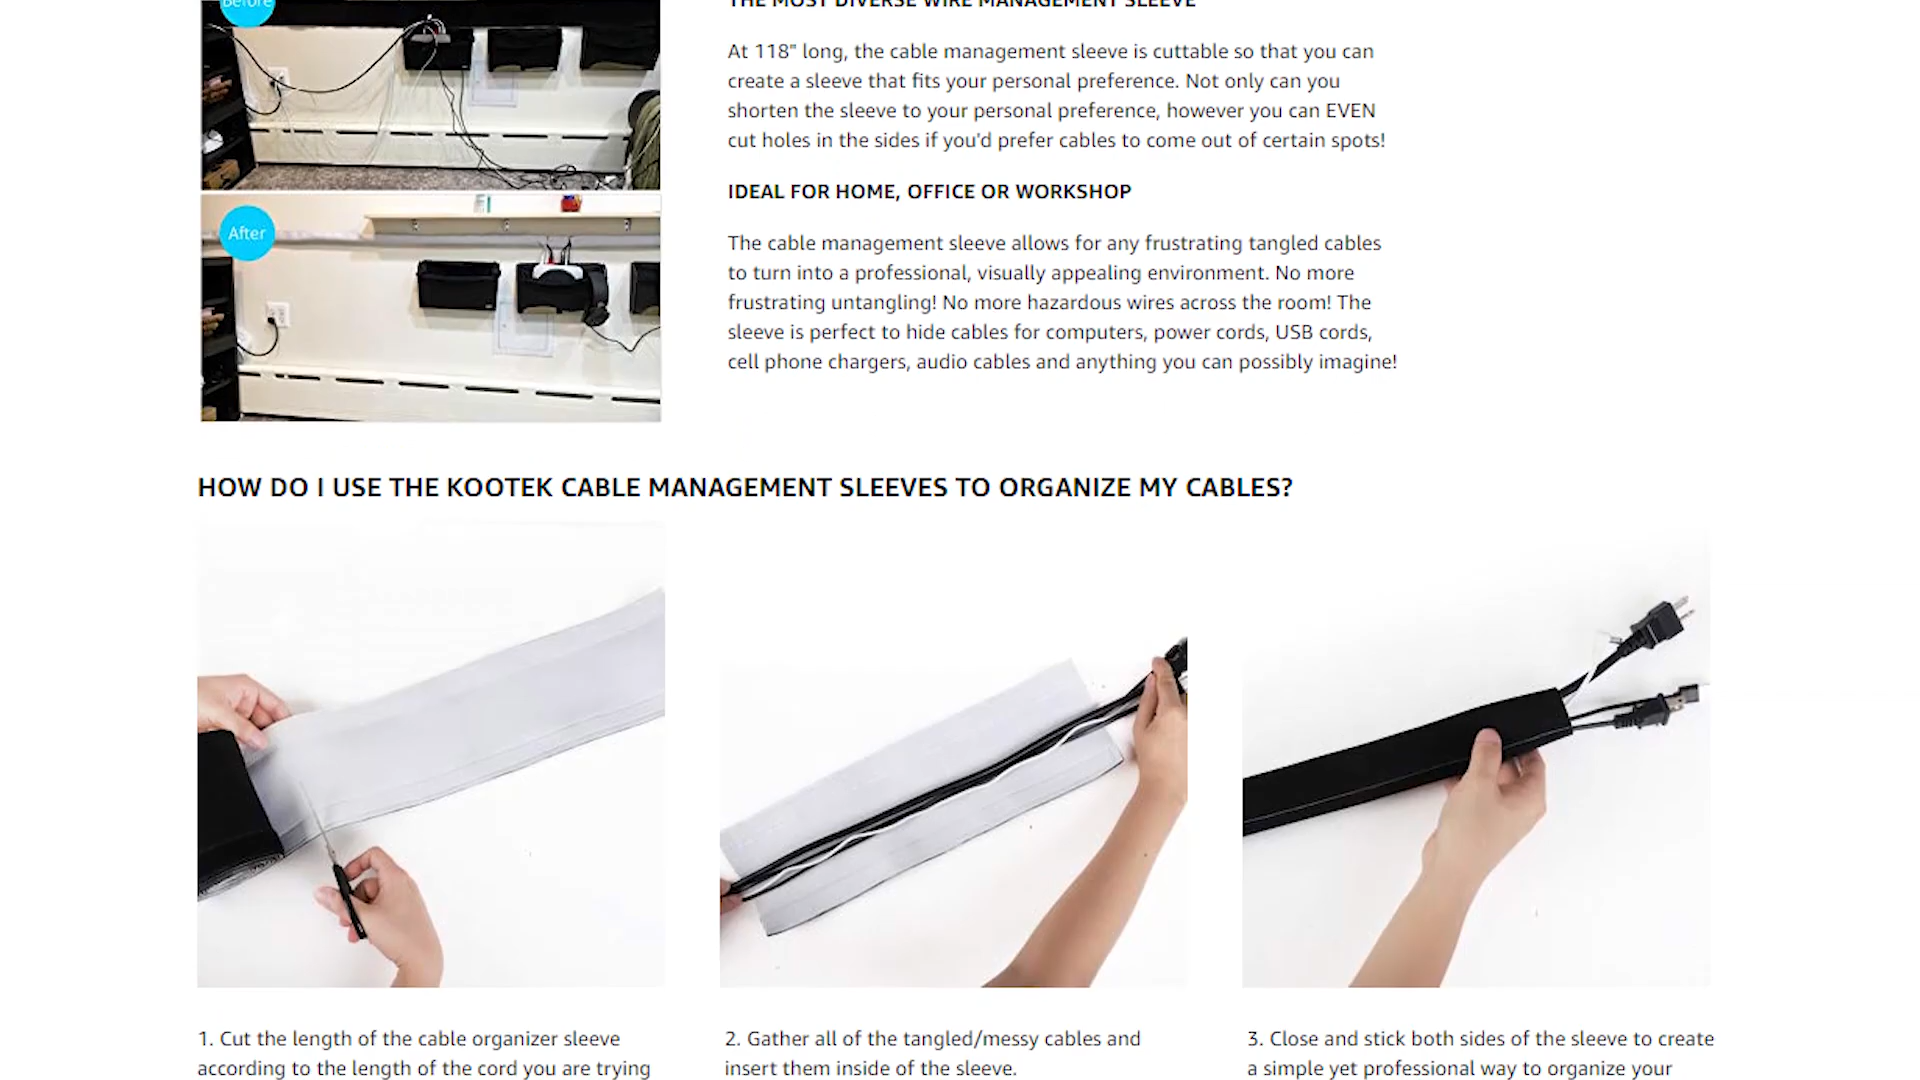 Before
THE MOST DIVERSE WIRE MANAGEMENT SLEEVE
At 118" long, the cable management sleeve is cuttable so that you can
create a sleeve that fits your personal preference. Not only can you
shorten the sleeve to your personal preference, however you can EVEN
cut holes in the sides if you'd prefer cables to come out of certain spots!
IDEAL FOR HOME, OFFICE OR WORKSHOP
After
The cable management sleeve allows for any frustrating tangled cables
to turn into a professional, visually appealing environment. No more
frustrating untangling! No more hazardous wires across the room! The
sleeve is perfect to hide cables for computers, power cords, USB cords,
cell phone chargers, audio cables and anything you can possibly imagine!
HOW DO I USE THE KOOTEK CABLE MANAGEMENT SLEEVES TO ORGANIZE MY CABLES?
1. Cut the length of the cable organizer sleeve
according to the length of the cord you are trying
2. Gather all of the tangled/messy cables and
insert them inside of the sleeve.
3. Close and stick both sides of the sleeve to create
a simple yet professional way to organize your